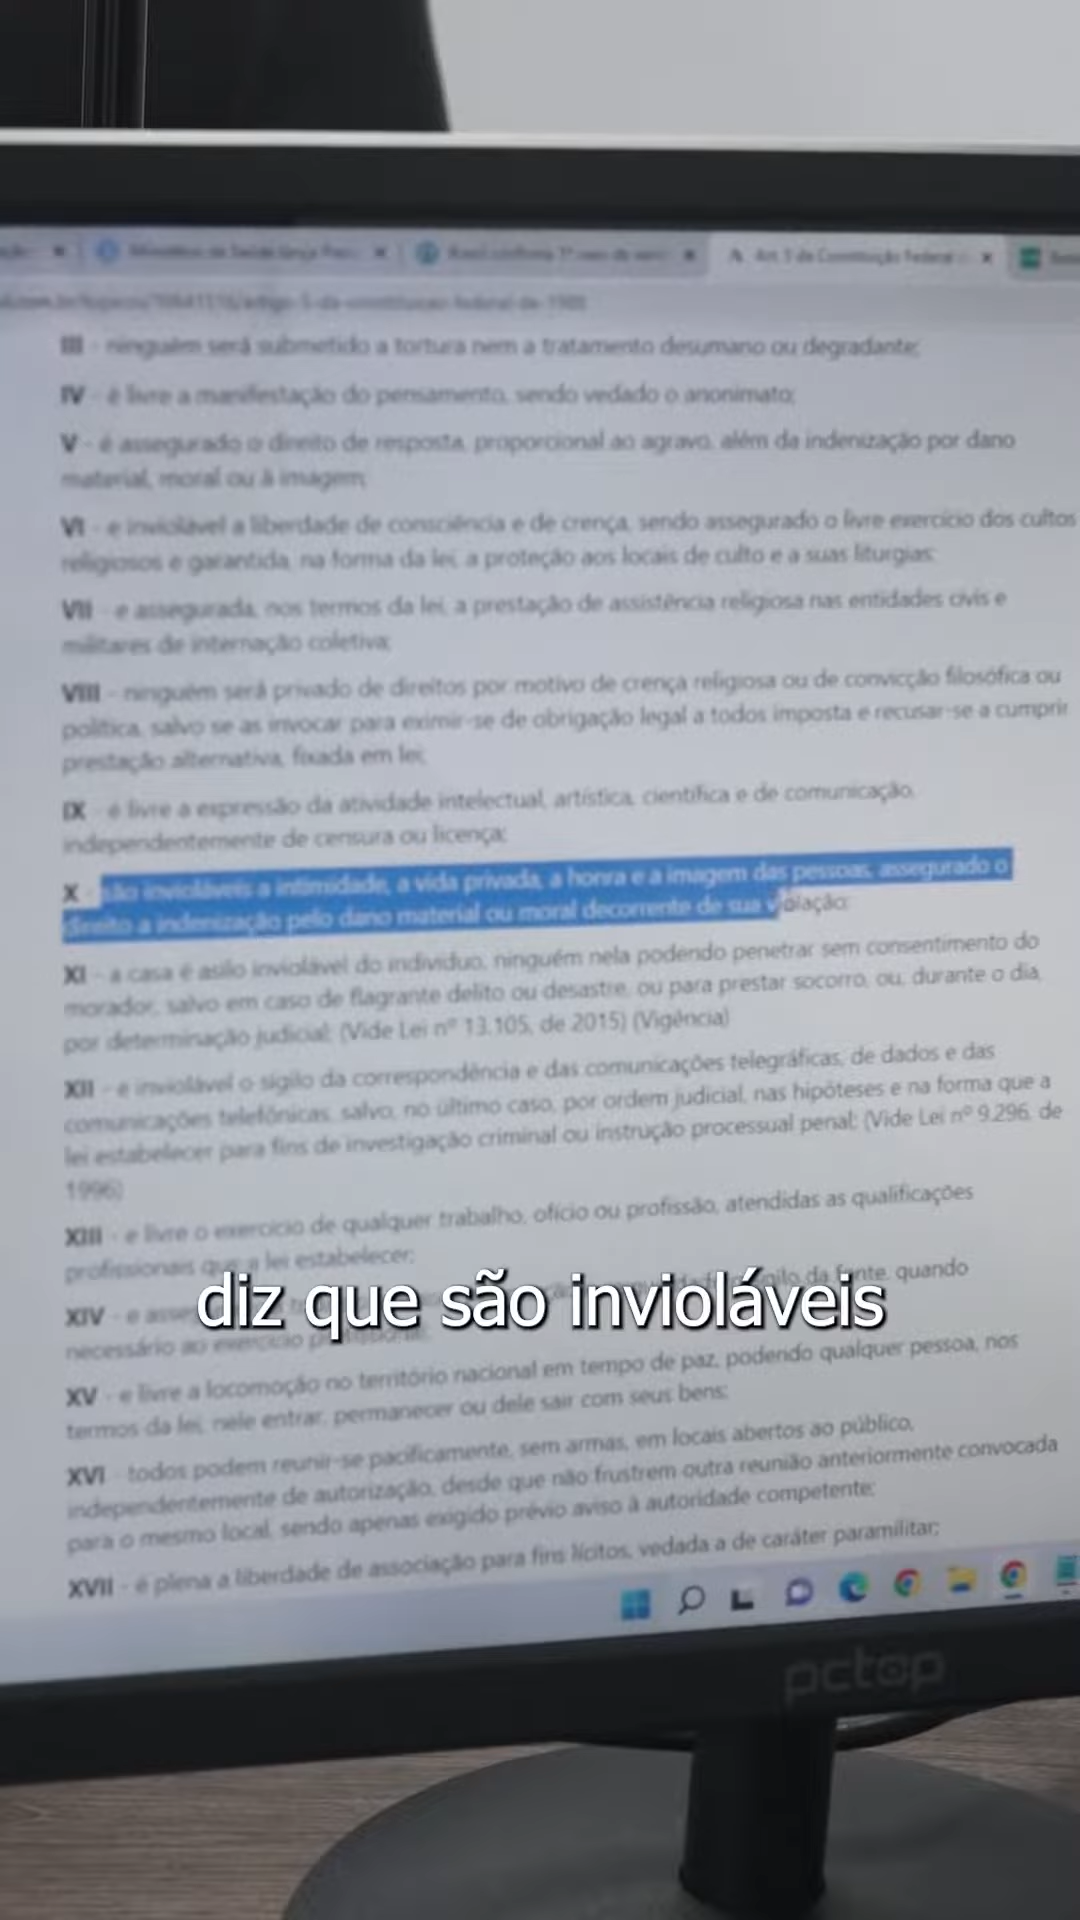 Art. 5 da Constituição Federal
III - ninguém será submetido a tortura nem a tratamento desumano ou degradante;
IV - é livre a manifestação do pensamento, sendo vedado o anonimato;
V - é assegurado o direito de resposta, proporcional ao agravo, além da indenização por dano
material, moral ou à imagem;
VI - e inviolável a liberdade de consciência e de crença, sendo assegurado o livre exercício dos cultos
religiosos e garantida, na forma da lei, a proteção aos locais de culto e a suas liturgias;
VII - e assegurada, nos termos da lei, a prestação de assistência religiosa nas entidades civis e
militares de internação coletiva;
VIII - ninguém será privado de direitos por motivo de crença religiosa ou de convicção filosófica ou
política, salvo se as invocar para eximir-se de obrigação legal a todos imposta e recusar-se a cumprir
prestação alternativa, fixada em lei;
IX - é livre a expressão da atividade intelectual, artística, científica e de comunicação,
independentemente de censura ou licença;
X - são invioláveis a intimidade, a vida privada, a honra e a imagem das pessoas, assegurado o
direito a indenização pelo dano material ou moral decorrente de sua violação;
XI - a casa é asilo inviolável do indivíduo, ninguém nela podendo penetrar sem consentimento do
morador, salvo em caso de flagrante delito ou desastre, ou para prestar socorro, ou, durante o dia,
por determinação judicial; (Vide Lei nº 13.105, de 2015) (Vigência)
XII - e inviolável o sigilo da correspondência e das comunicações telegráficas, de dados e das
comunicações telefônicas, salvo, no último caso, por ordem judicial, nas hipóteses e na forma que a
lei estabelecer para fins de investigação criminal ou instrução processual penal; (Vide Lei nº 9.296, de
1996)
XIII - e livre o exercício de qualquer trabalho, ofício ou profissão, atendidas as qualificações
profissionais que a lei estabelecer;
XIV - e sigilo da fonte, quando
necessário ao exercício
diz que são invioláveis
XV - e livre a locomoção no território nacional em tempo de paz, podendo qualquer pessoa, nos
termos da lei, nele entrar, permanecer ou dele sair com seus bens;
XVI - todos podem reunir-se pacificamente, sem armas, em locais abertos ao público,
independentemente de autorização, desde que não frustrem outra reunião anteriormente convocada
para o mesmo local, sendo apenas exigido prévio aviso à autoridade competente;
XVII - é plena a liberdade de associação para fins lícitos, vedada a de caráter paramilitar;
pctop